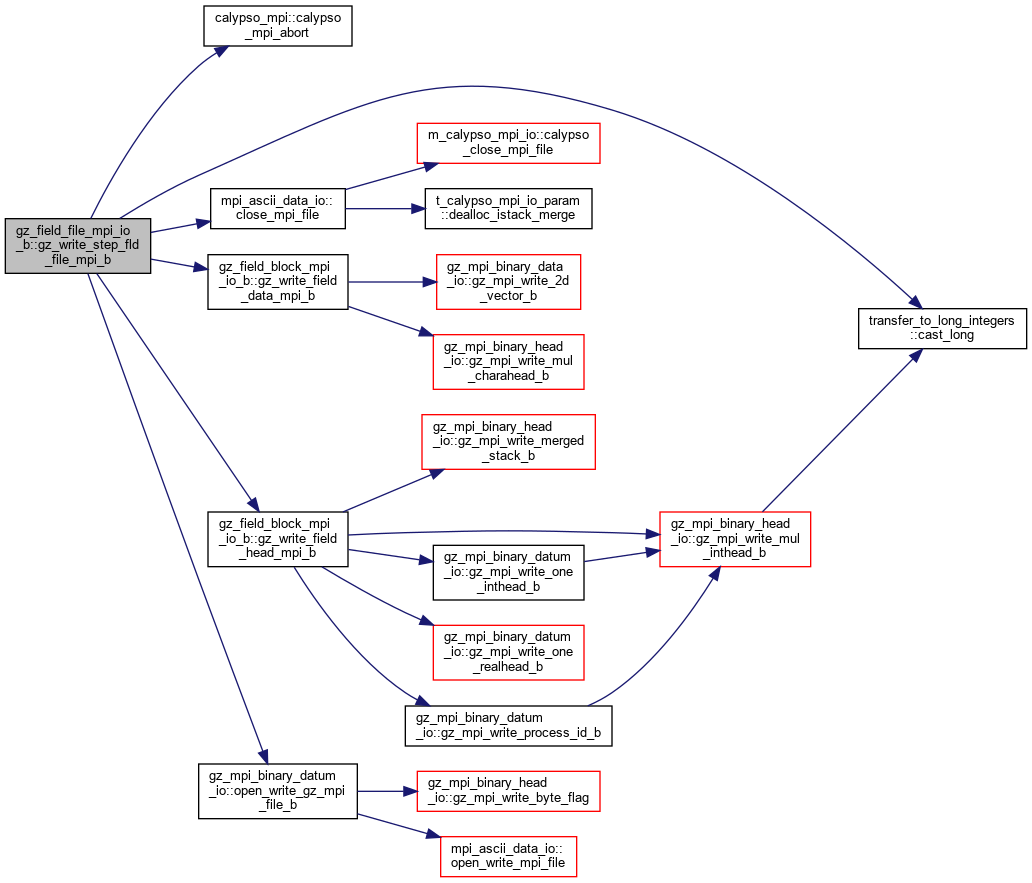 calypso_mpi::calypso
_mpi_abort
m_calypso_mpi_io::calypso
_close_mpi_file
mpi_ascii_data_io::
close_mpi_file
t_calypso_mpi_io_param
::dealloc_istack_merge
gz_field_file_mpi_io
_b::gz_write_step_fld
_file_mpi_b
gz_field_block_mpi
_io_b::gz_write_field
_data_mpi_b
gz_mpi_binary_data
_io::gz_mpi_write_2d
_vector_b
transfer_to_long_integers
::cast_long
gz_mpi_binary_head
_io::gz_mpi_write_mul
_charahead_b
gz_mpi_binary_head
_io::gz_mpi_write_merged
_stack_b
gz_field_block_mpi
_io_b::gz_write_field
_head_mpi_b
gz_mpi_binary_head
_io::gz_mpi_write_mul
_inthead_b
gz_mpi_binary_datum
_io::gz_mpi_write_one
_inthead_b
gz_mpi_binary_datum
_io::gz_mpi_write_one
_realhead_b
gz_mpi_binary_datum
_io::gz_mpi_write_process_id_b
gz_mpi_binary_datum
_io::open_write_gz_mpi
_file_b
gz_mpi_binary_head
_io::gz_mpi_write_byte_flag
mpi_ascii_data_io::
open_write_mpi_file